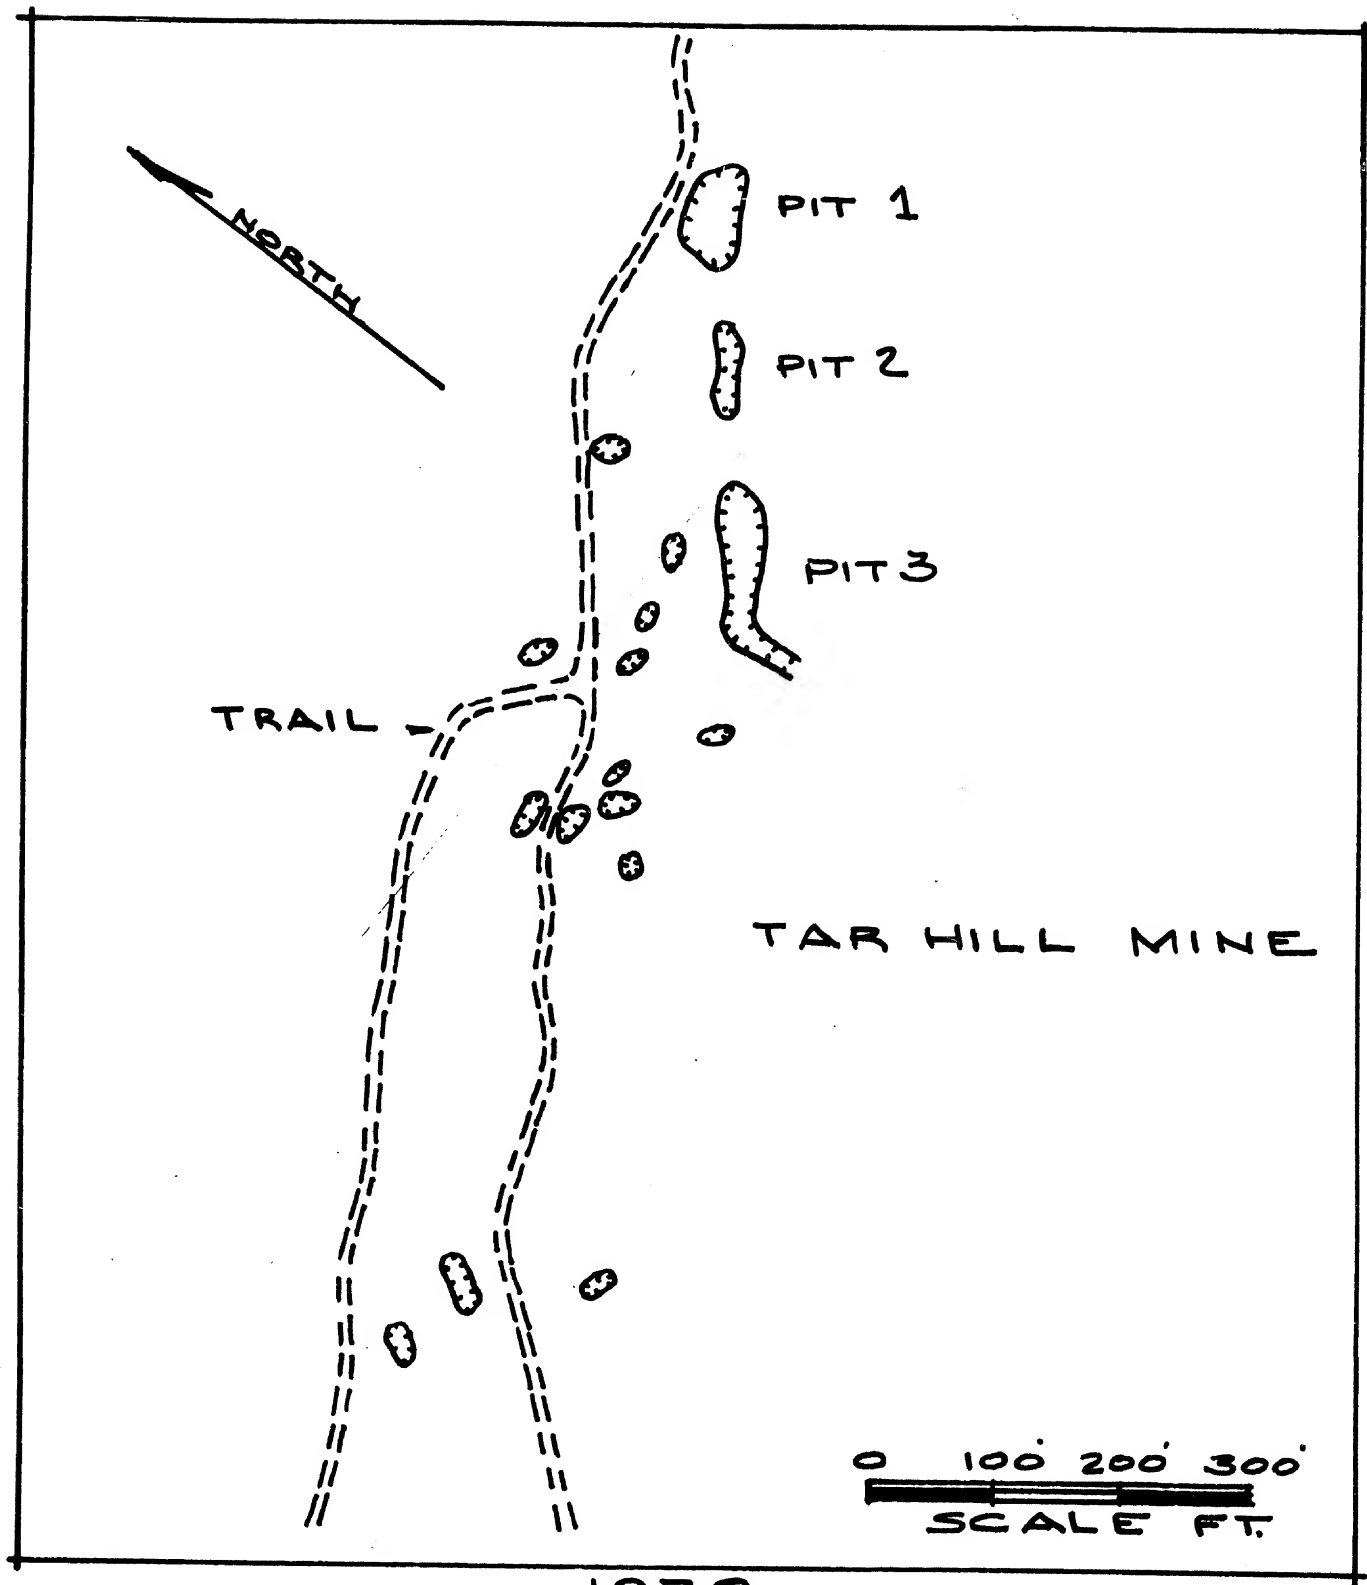 NORTH
PIT 1
PIT 2
PIT 3
TRAIL
TAR HILL MINE
0 100' 200' 300'
SCALE FT.